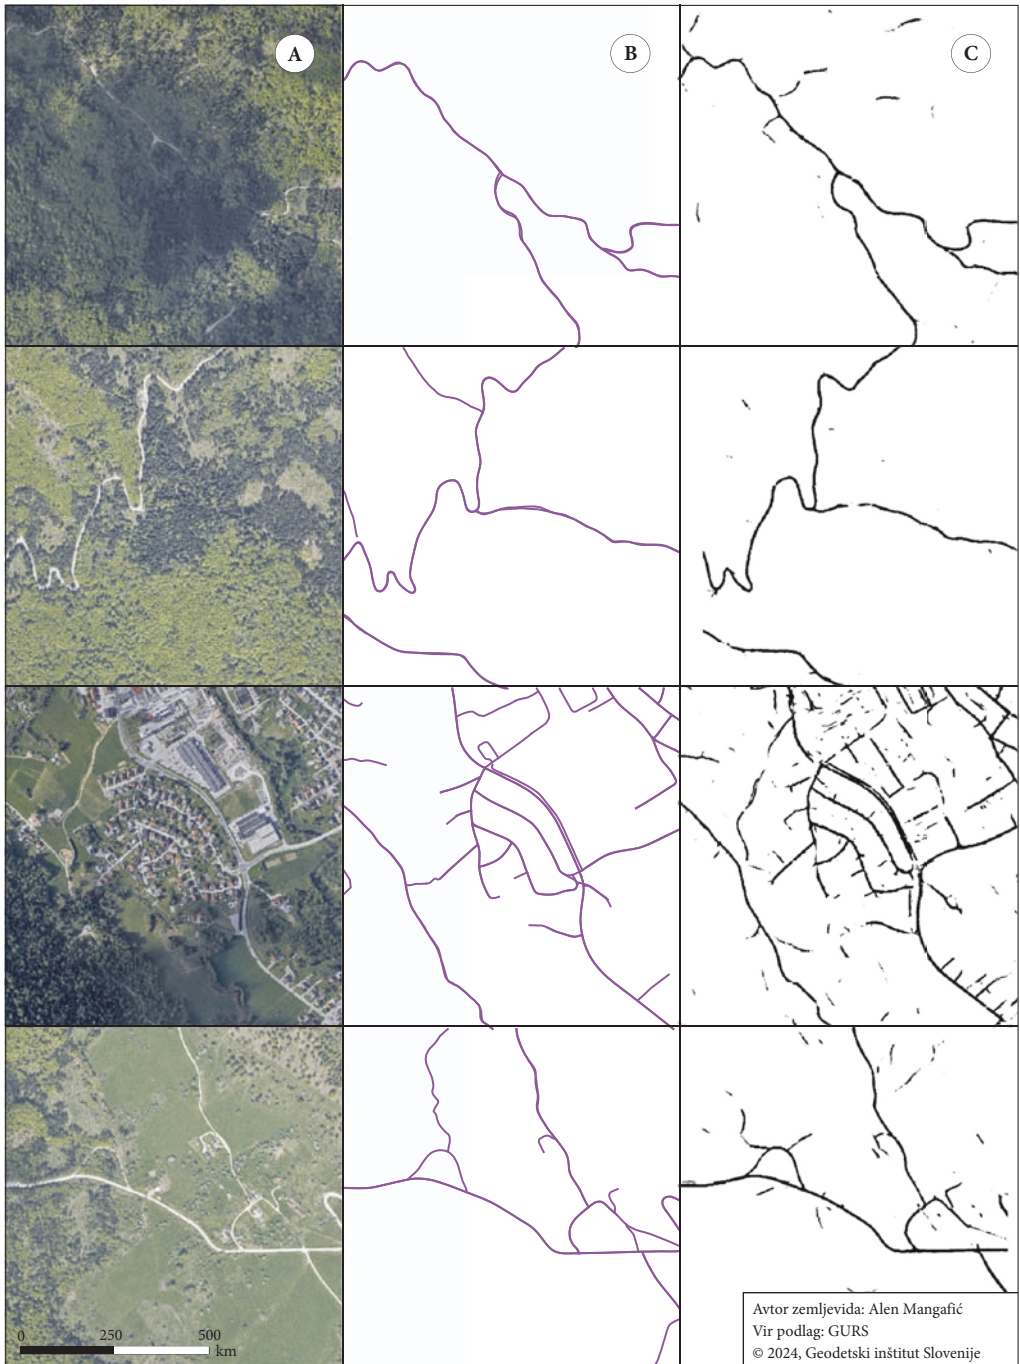 A
B
C
0 250 500
km
Avtor zemljevida: Alen Mangafić
Vir podlag: GURS
© 2024, Geodetski inštitut Slovenije